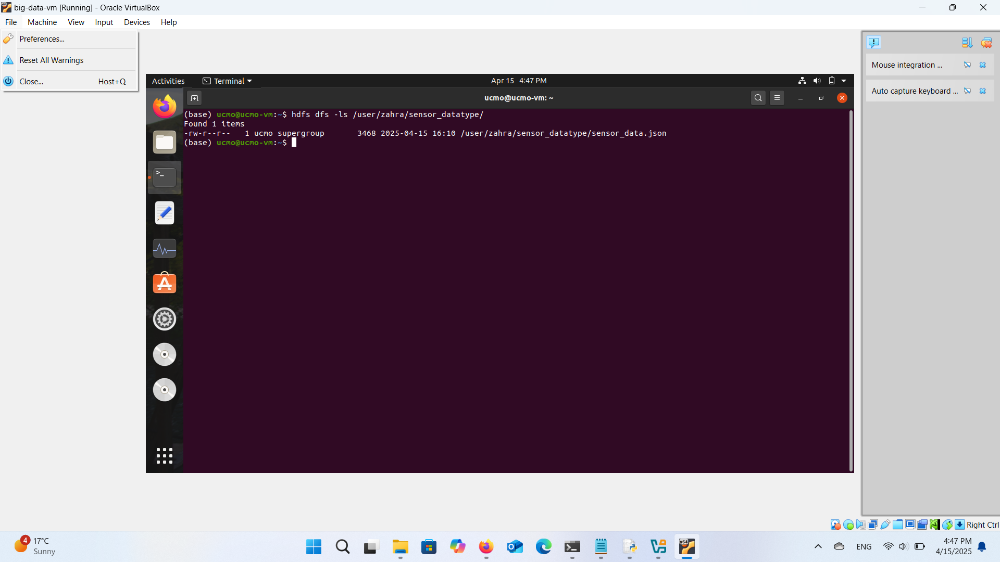 big-data-vm [Running] - Oracle VirtualBox
File Machine View Input Devices Help
Preferences...
Reset All Warnings
Close... Host+Q
Mouse integration ...
Auto capture keyboard ...
Activities Terminal Apr 15 4:47 PM
ucmo@ucmo-vm: ~
(base) ucmo@ucmo-vm:~$ hdfs dfs -ls /user/zahra/sensor_datatype/
Found 1 items
-rw-r--r-- 1 ucmo supergroup 3468 2025-04-15 16:10 /user/zahra/sensor_datatype/sensor_data.json
(base) ucmo@ucmo-vm:~$
Right Ctrl
4
17°C
Sunny
x64
ENG
4:47 PM
4/15/2025